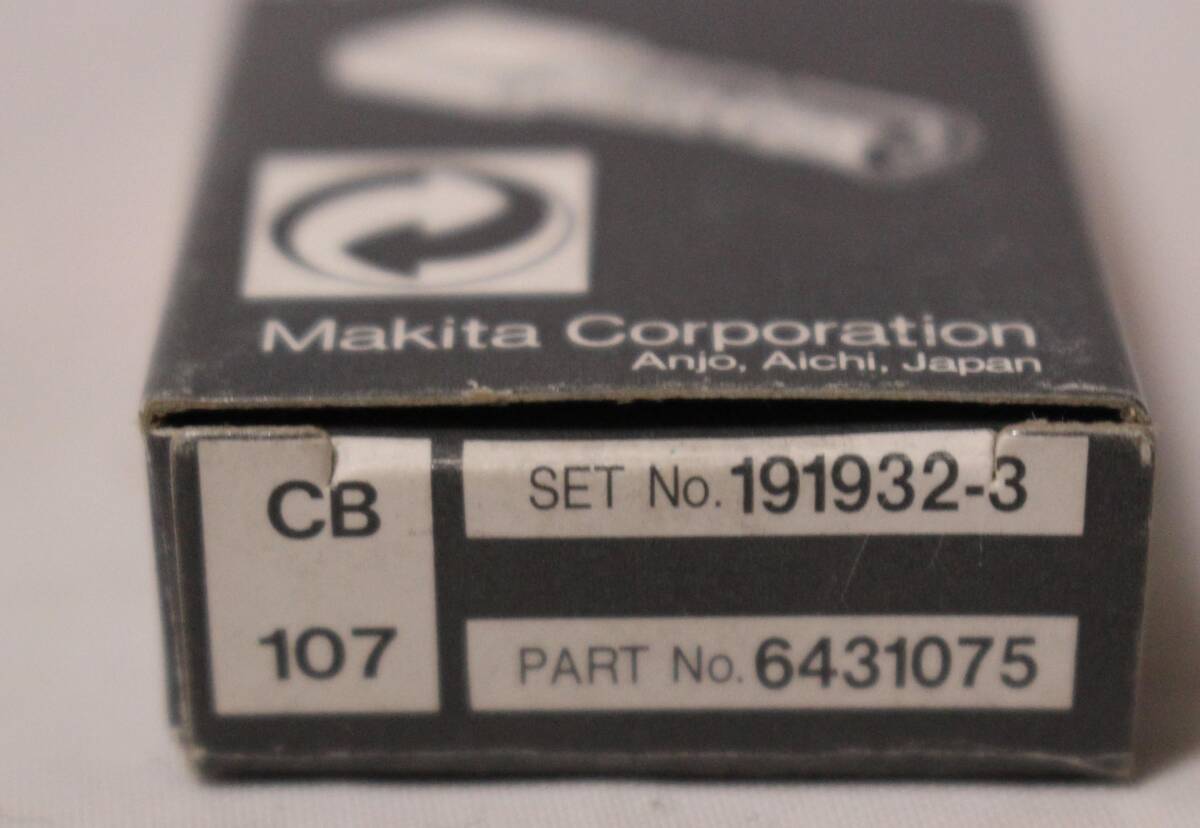 Makita Corporation
Anjo, Aichi, Japan
CB
107
SET No. 191932-3
PART No. 6431075